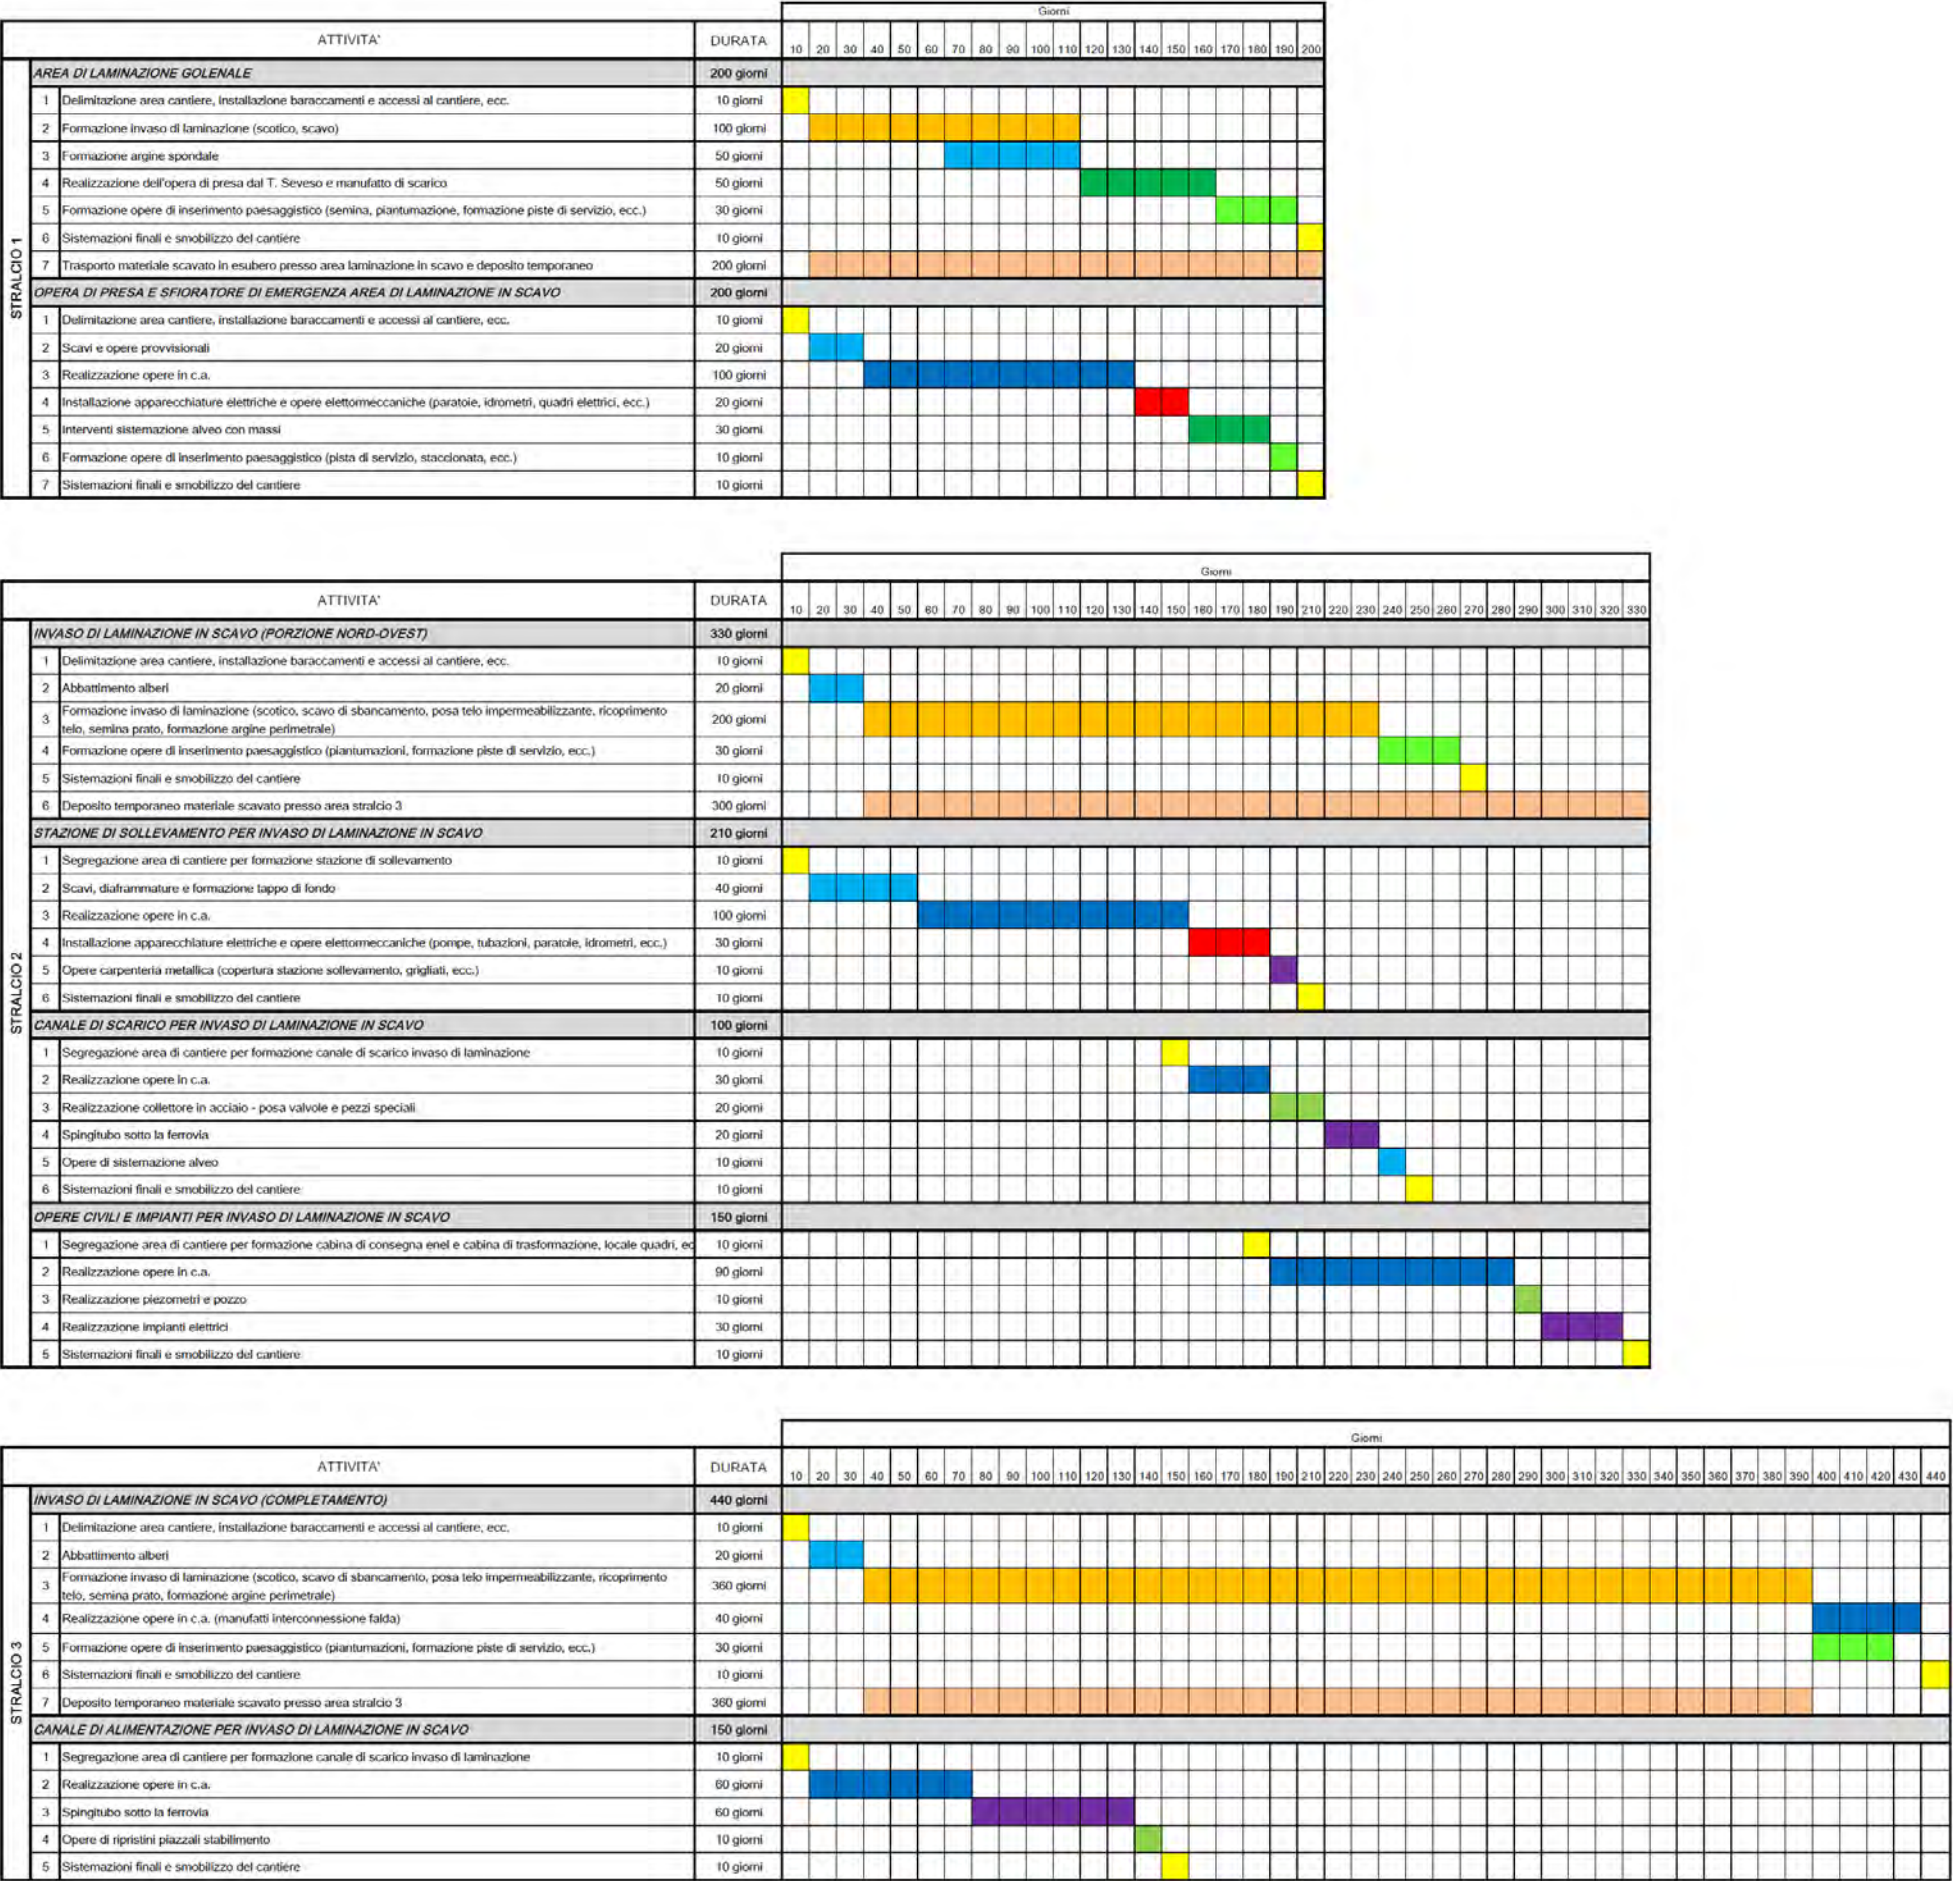 Giorni
ATTIVITA' DURATA 10 20 30 40 50 60 70 80 90 100 110 120 130 140 150 160 170 180 190 200
STRALCIO 1
AREA DI LAMINAZIONE GOLENALE 200 giorni
1 Delimitazione area cantiere, installazione baraccamenti e accessi al cantiere, ecc. 10 giorni
2 Formazione invaso di laminazione (scotico, scavo) 100 giorni
3 Formazione argine spondale 50 giorni
4 Realizzazione dell'opera di presa dal T. Seveso e manufatto di scarico 50 giorni
5 Formazione opere di inserimento paesaggistico (semina, piantumazione, formazione piste di servizio, ecc.) 30 giorni
6 Sistemazioni finali e smobilizzo del cantiere 10 giorni
7 Trasporto materiale scavato in esubero presso area laminazione in scavo e deposito temporaneo 200 giorni
OPERA DI PRESA E SFIORATORE DI EMERGENZA AREA DI LAMINAZIONE IN SCAVO 200 giorni
1 Delimitazione area cantiere, installazione baraccamenti e accessi al cantiere, ecc. 10 giorni
2 Scavi e opere provvisionali 20 giorni
3 Realizzazione opere in c.a. 100 giorni
4 Installazione apparecchiature elettriche e opere elettormeccaniche (paratoie, idrometri, quadri elettrici, ecc.) 20 giorni
5 Interventi sistemazione alveo con massi 30 giorni
6 Formazione opere di inserimento paesaggistico (pista di servizio, staccionata, ecc.) 10 giorni
7 Sistemazioni finali e smobilizzo del cantiere 10 giorni
Giorni
ATTIVITA' DURATA 10 20 30 40 50 60 70 80 90 100 110 120 130 140 150 160 170 180 190 210 220 230 240 250 260 270 280 290 300 310 320 330
STRALCIO 2
INVASO DI LAMINAZIONE IN SCAVO (PORZIONE NORD-OVEST) 330 giorni
1 Delimitazione area cantiere, installazione baraccamenti e accessi al cantiere, ecc. 10 giorni
2 Abbattimento alberi 20 giorni
3 Formazione invaso di laminazione (scotico, scavo di sbancamento, posa telo impermeabilizzante, ricoprimento
telo, semina prato, formazione argine perimetrale) 200 giorni
4 Formazione opere di inserimento paesaggistico (piantumazioni, formazione piste di servizio, ecc.) 30 giorni
5 Sistemazioni finali e smobilizzo del cantiere 10 giorni
6 Deposito temporaneo materiale scavato presso area stralcio 3 300 giorni
STAZIONE DI SOLLEVAMENTO PER INVASO DI LAMINAZIONE IN SCAVO 210 giorni
1 Segregazione area di cantiere per formazione stazione di sollevamento 10 giorni
2 Scavi, diaframmature e formazione tappo di fondo 40 giorni
3 Realizzazione opere in c.a. 100 giorni
4 Installazione apparecchiature elettriche e opere elettormeccaniche (pompe, tubazioni, paratoie, idrometri, ecc.) 30 giorni
5 Opere carpenteria metallica (copertura stazione sollevamento, grigliati, ecc.) 10 giorni
6 Sistemazioni finali e smobilizzo del cantiere 10 giorni
CANALE DI SCARICO PER INVASO DI LAMINAZIONE IN SCAVO 100 giorni
1 Segregazione area di cantiere per formazione canale di scarico invaso di laminazione 10 giorni
2 Realizzazione opere in c.a. 30 giorni
3 Realizzazione collettore in acciaio - posa valvole e pezzi speciali 20 giorni
4 Spingitubo sotto la ferrovia 20 giorni
5 Opere di sistemazione alveo 10 giorni
6 Sistemazioni finali e smobilizzo del cantiere 10 giorni
OPERE CIVILI E IMPIANTI PER INVASO DI LAMINAZIONE IN SCAVO 150 giorni
1 Segregazione area di cantiere per formazione cabina di consegna enel e cabina di trasformazione, locale quadri, ec 10 giorni
2 Realizzazione opere in c.a. 90 giorni
3 Realizzazione piezometri e pozzo 10 giorni
4 Realizzazione impianti elettrici 30 giorni
5 Sistemazioni finali e smobilizzo del cantiere 10 giorni
Giorni
ATTIVITA' DURATA 10 20 30 40 50 60 70 80 90 100 110 120 130 140 150 160 170 180 190 210 220 230 240 250 260 270 280 290 300 310 320 330 340 350 360 370 380 390 400 410 420 430 440
STRALCIO 3
INVASO DI LAMINAZIONE IN SCAVO (COMPLETAMENTO) 440 giorni
1 Delimitazione area cantiere, installazione baraccamenti e accessi al cantiere, ecc. 10 giorni
2 Abbattimento alberi 20 giorni
3 Formazione invaso di laminazione (scotico, scavo di sbancamento, posa telo impermeabilizzante, ricoprimento
telo, semina prato, formazione argine perimetrale) 360 giorni
4 Realizzazione opere in c.a. (manufatti interconnessione falda) 40 giorni
5 Formazione opere di inserimento paesaggistico (piantumazioni, formazione piste di servizio, ecc.) 30 giorni
6 Sistemazioni finali e smobilizzo del cantiere 10 giorni
7 Deposito temporaneo materiale scavato presso area stralcio 3 360 giorni
CANALE DI ALIMENTAZIONE PER INVASO DI LAMINAZIONE IN SCAVO 150 giorni
1 Segregazione area di cantiere per formazione canale di scarico invaso di laminazione 10 giorni
2 Realizzazione opere in c.a. 60 giorni
3 Spingitubo sotto la ferrovia 60 giorni
4 Opere di ripristini piazzali stabilimento 10 giorni
5 Sistemazioni finali e smobilizzo del cantiere 10 giorni